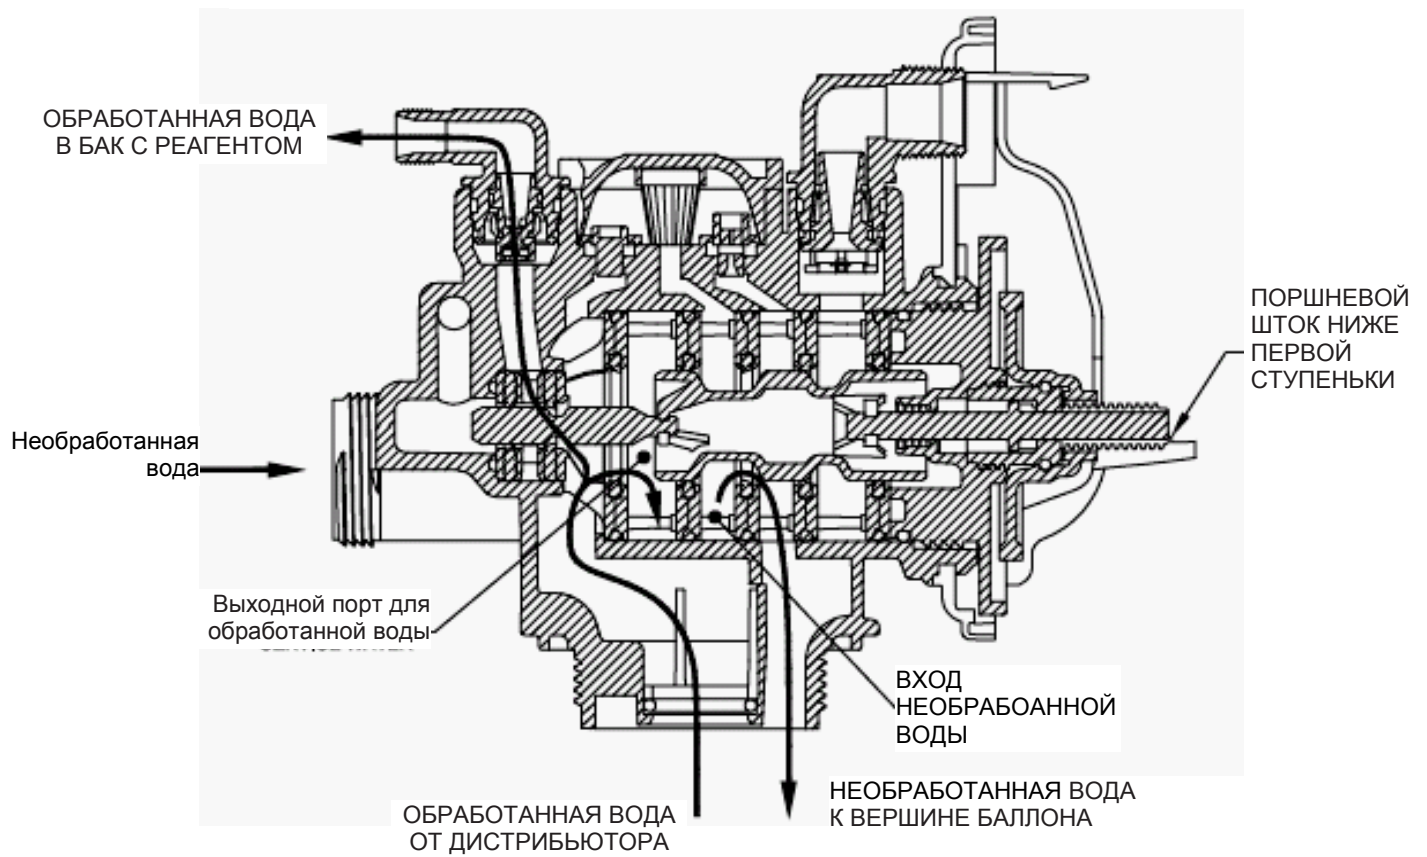 ОБРАБОТАННАЯ ВОДА
В БАК С РЕАГЕНТОМ
ПОРШНЕВОЙ
ШТОК НИЖЕ
ПЕРВОЙ
СТУПЕНЬКИ
Необработанная
вода
Выходной порт для
обработанной воды
ВХОД
НЕОБРАБОАННОЙ
ВОДЫ
НЕОБРАБОТАННАЯ ВОДА
К ВЕРШИНЕ БАЛЛОНА
ОБРАБОТАННАЯ ВОДА
ОТ ДИСТРИБЬЮТОРА